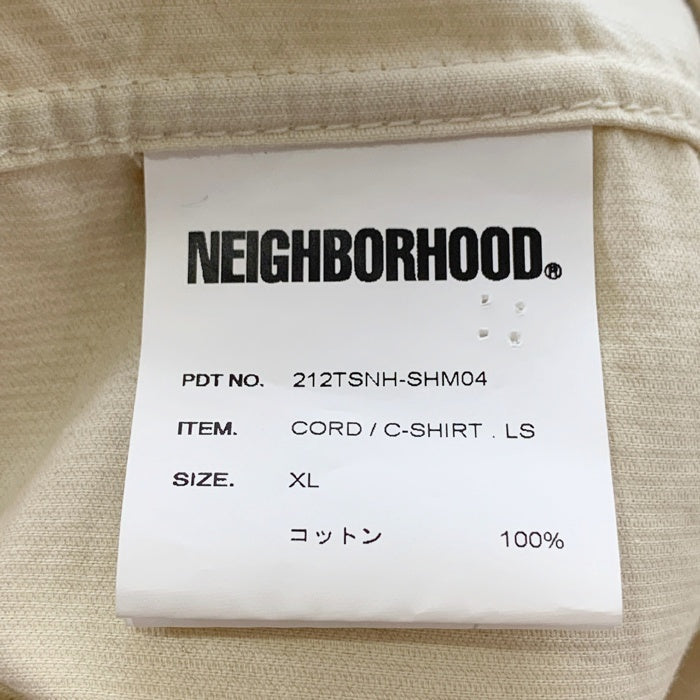 NEIGHBORHOOD®
PDT NO. 212TSNH-SHM04
ITEM. CORD / C-SHIRT . LS
SIZE. XL
コットン 100%